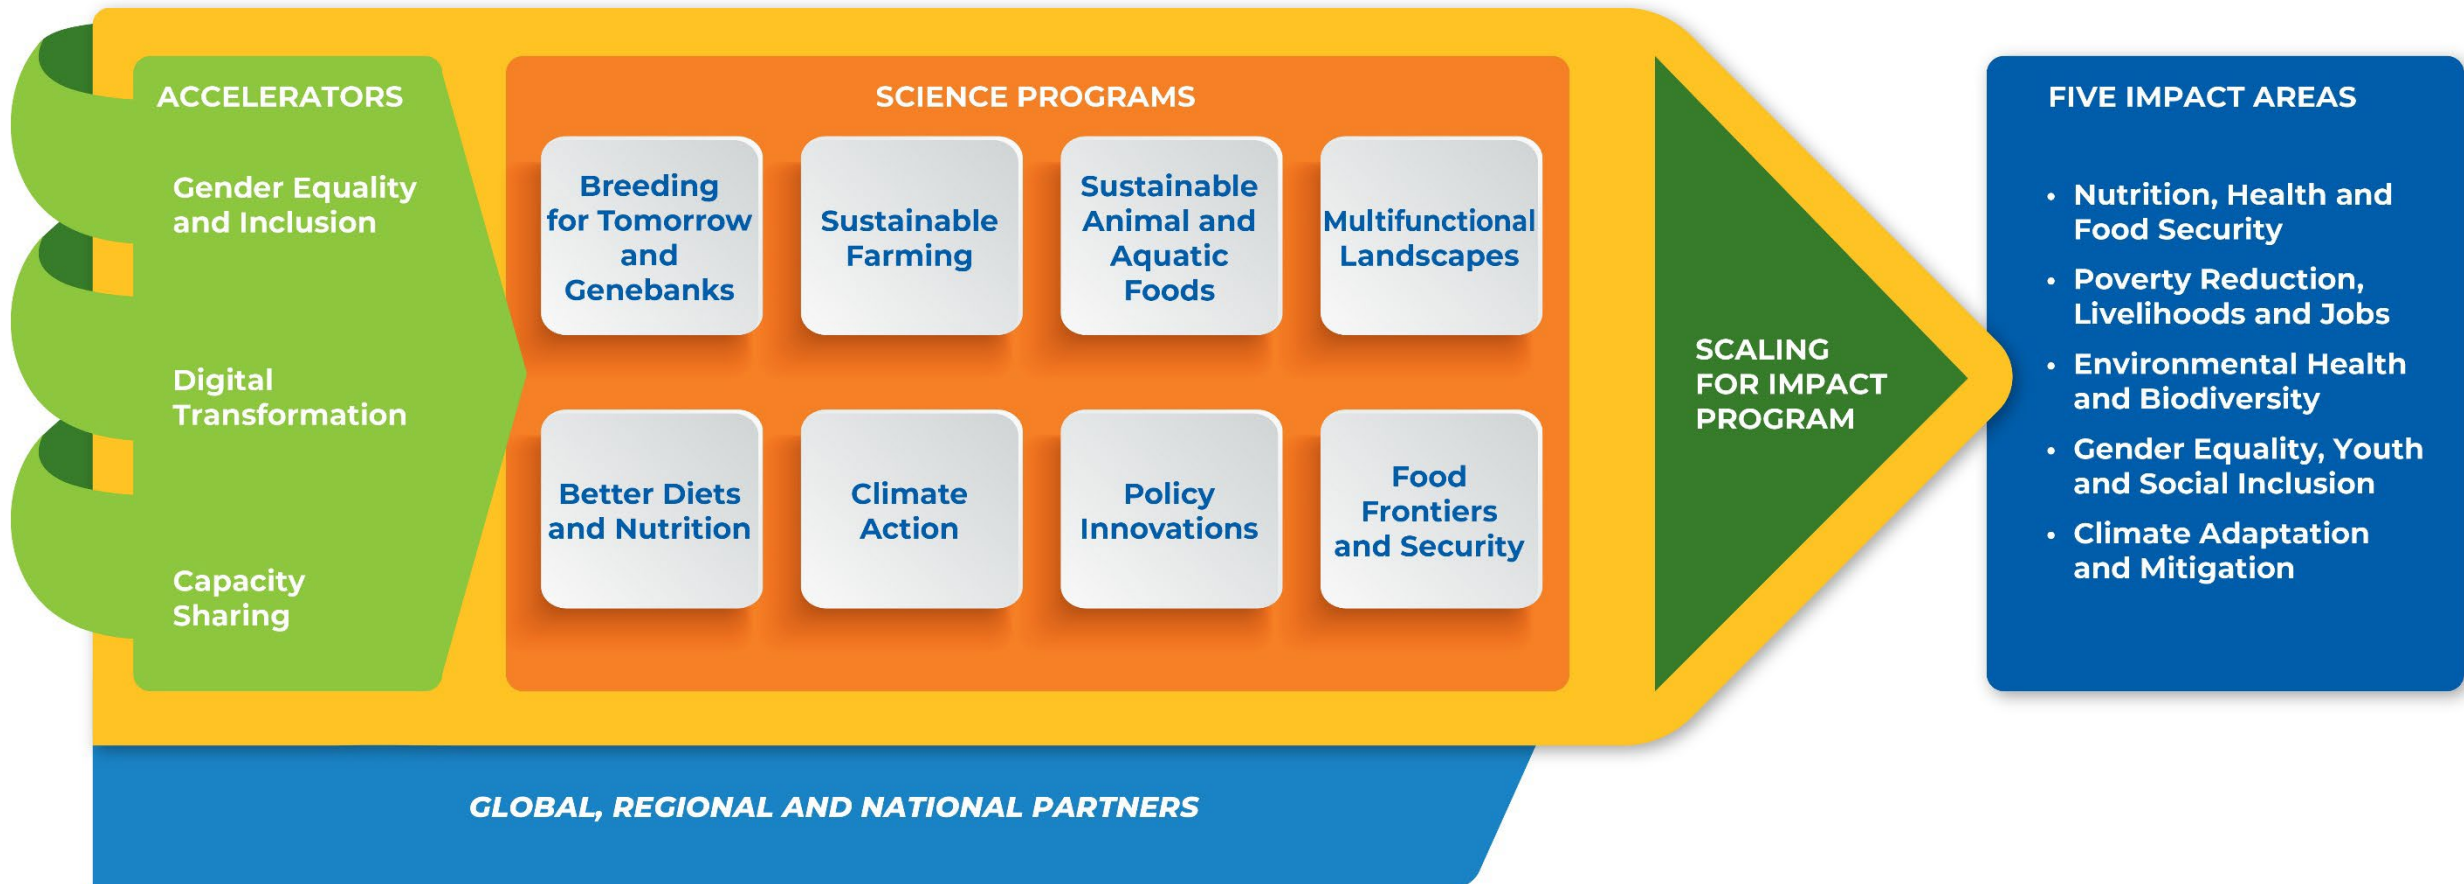 ACCELERATORS
Gender Equality
and Inclusion
Digital
Transformation
Capacity
Sharing
SCIENCE PROGRAMS
Breeding
for Tomorrow
and
Genebanks
Sustainable
Farming
Sustainable
Animal and
Aquatic
Foods
Multifunctional
Landscapes
Better Diets
and Nutrition
Climate
Action
Policy
Innovations
Food
Frontiers
and Security
SCALING
FOR IMPACT
PROGRAM
FIVE IMPACT AREAS
• Nutrition, Health and
Food Security
• Poverty Reduction,
Livelihoods and Jobs
• Environmental Health
and Biodiversity
• Gender Equality, Youth
and Social Inclusion
• Climate Adaptation
and Mitigation
GLOBAL, REGIONAL AND NATIONAL PARTNERS